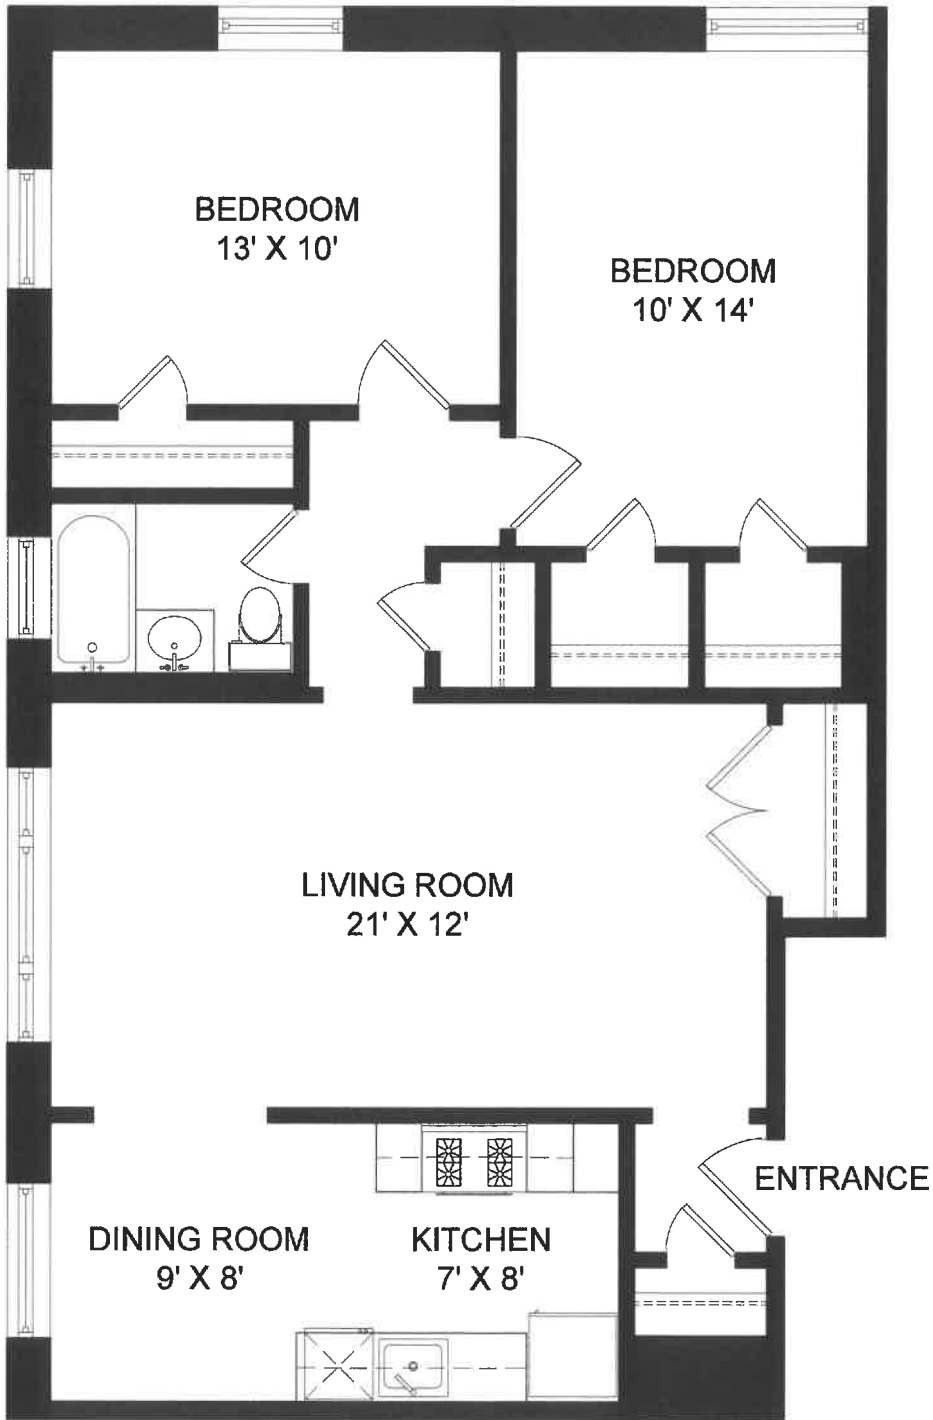 BEDROOM
13' X 10'
BEDROOM
10' X 14'
LIVING ROOM
21' X 12'
ENTRANCE
DINING ROOM
9' X 8'
KITCHEN
7' X 8'